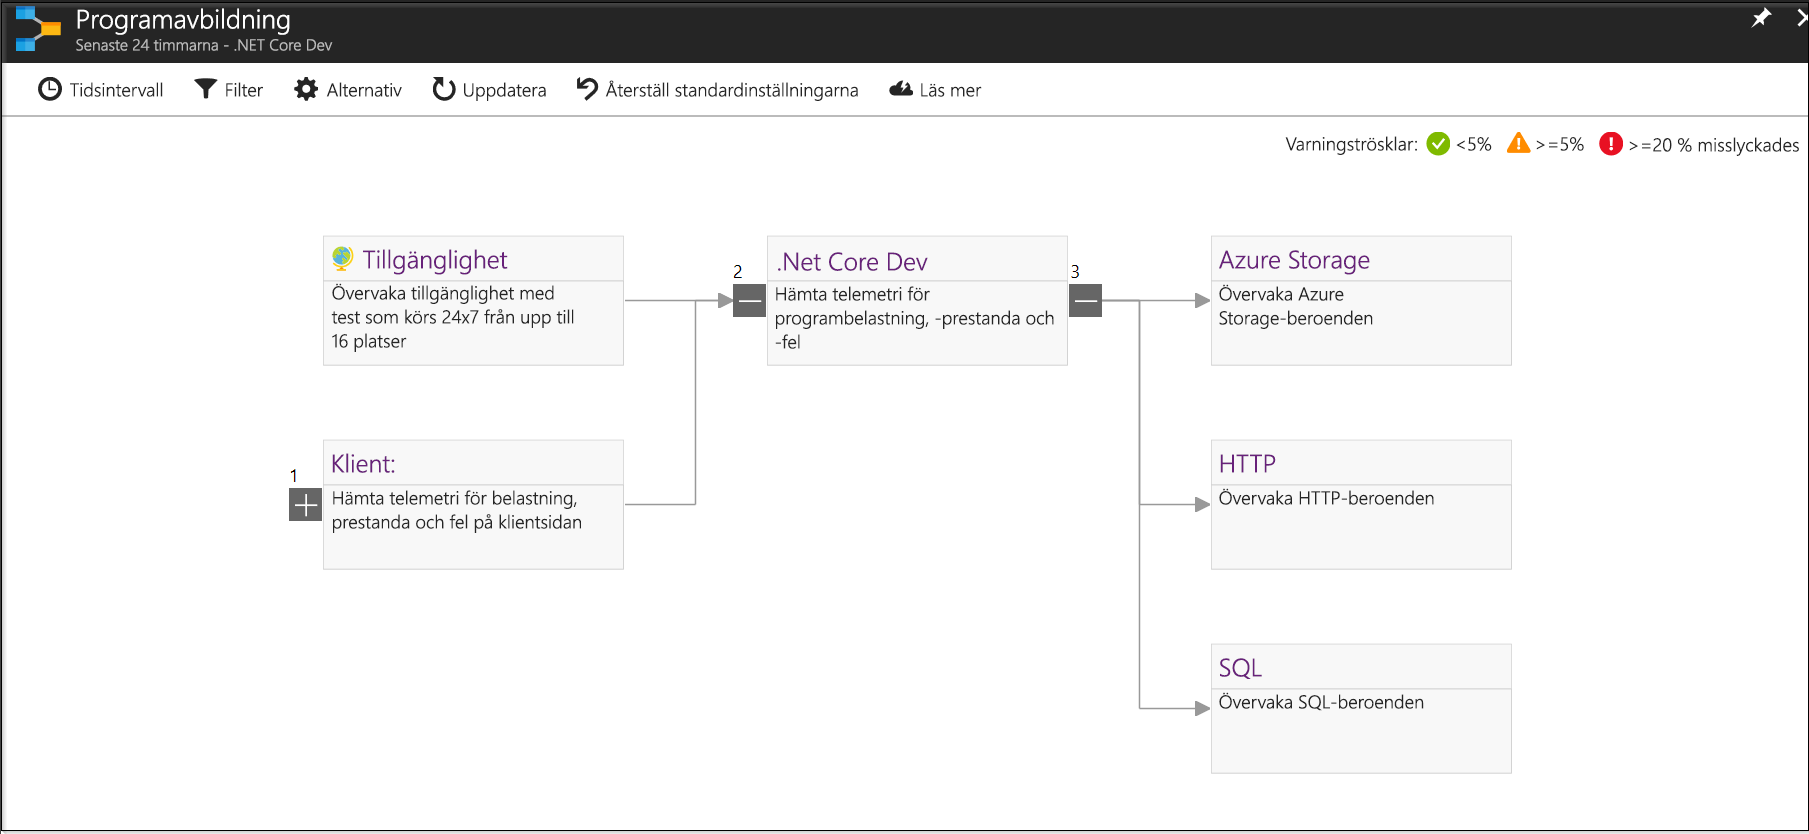 Programavbildning
Senaste 24 timmarna - .NET Core Dev
Tidsintervall
Filter
Alternativ
Uppdatera
Återställ standardinställningarna
Läs mer
Varningströsklar: <5% >=5% >=20 % misslyckades
Tillgänglighet
Övervaka tillgänglighet med
test som körs 24x7 från upp till
16 platser
1
Klient:
Hämta telemetri för belastning,
prestanda och fel på klientsidan
2
.Net Core Dev
Hämta telemetri för
programbelastning, -prestanda och
-fel
3
Azure Storage
Övervaka Azure
Storage-beroenden
HTTP
Övervaka HTTP-beroenden
SQL
Övervaka SQL-beroenden